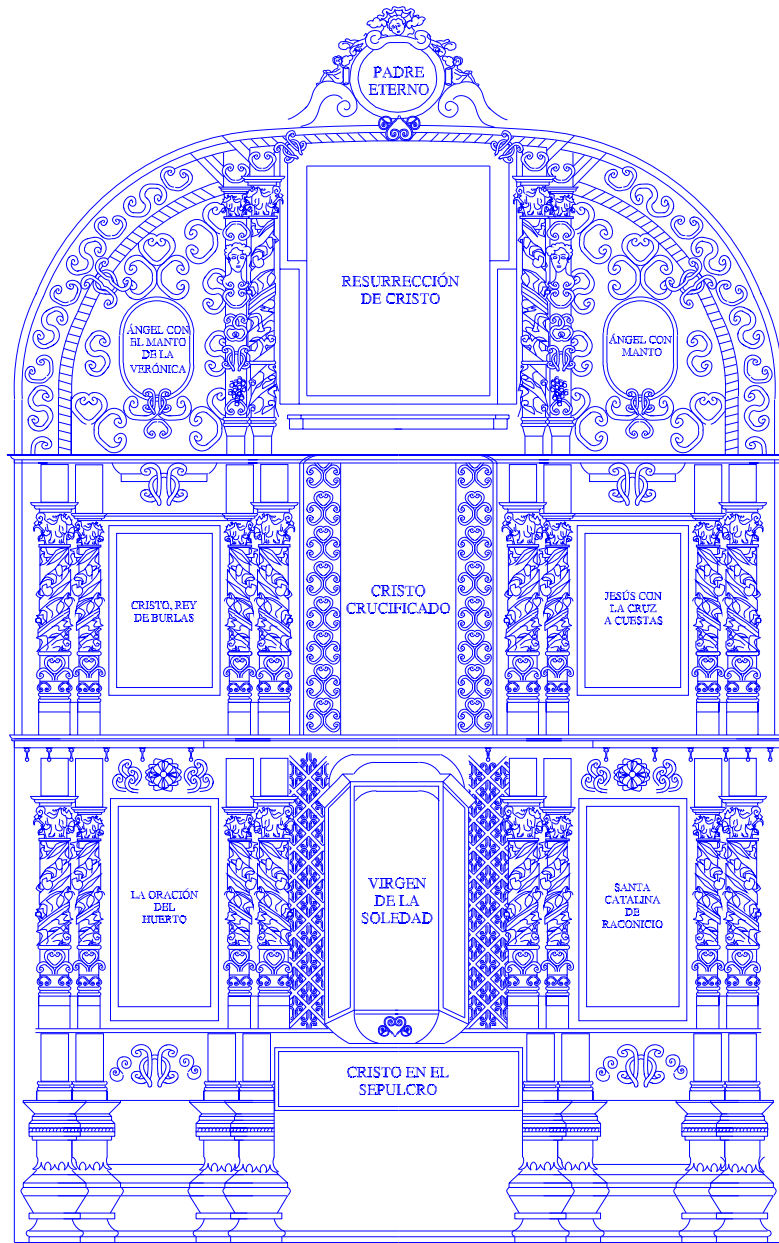 PADRE
ETERNO
RESURRECCIÓN
DE CRISTO
ÁNGEL CON
EL MANTO
DE LA
VERÓNICA
ÁNGEL CON
MANTO
CRISTO, REY
DE BURLAS
CRISTO
CRUCIFICADO
JESÚS CON
LA CRUZ
A CUESTAS
LA ORACIÓN
DEL
HUERTO
VIRGEN
DE LA
SOLEDAD
SANTA
CATALINA
DE
RACONICIO
CRISTO EN EL
SEPULCRO